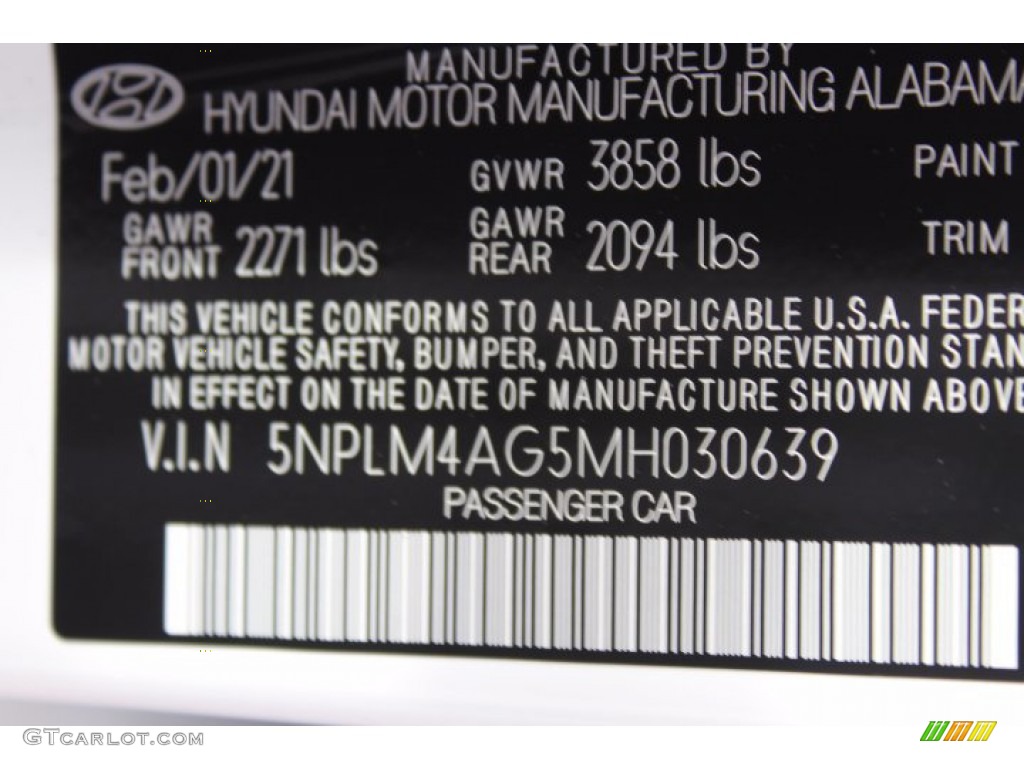 MANUFACTURED BY
HYUNDAI MOTOR MANUFACTURING ALABAMA
Feb/01/21 GVWR 3858 lbs PAINT
GAWR FRONT 2271 lbs GAWR REAR 2094 lbs TRIM
THIS VEHICLE CONFORMS TO ALL APPLICABLE U.S.A. FEDER
MOTOR VEHICLE SAFETY, BUMPER, AND THEFT PREVENTION STAN
IN EFFECT ON THE DATE OF MANUFACTURE SHOWN ABOVE
V.I.N 5NPLM4AG5MH030639
PASSENGER CAR
GTCARLOT.COM